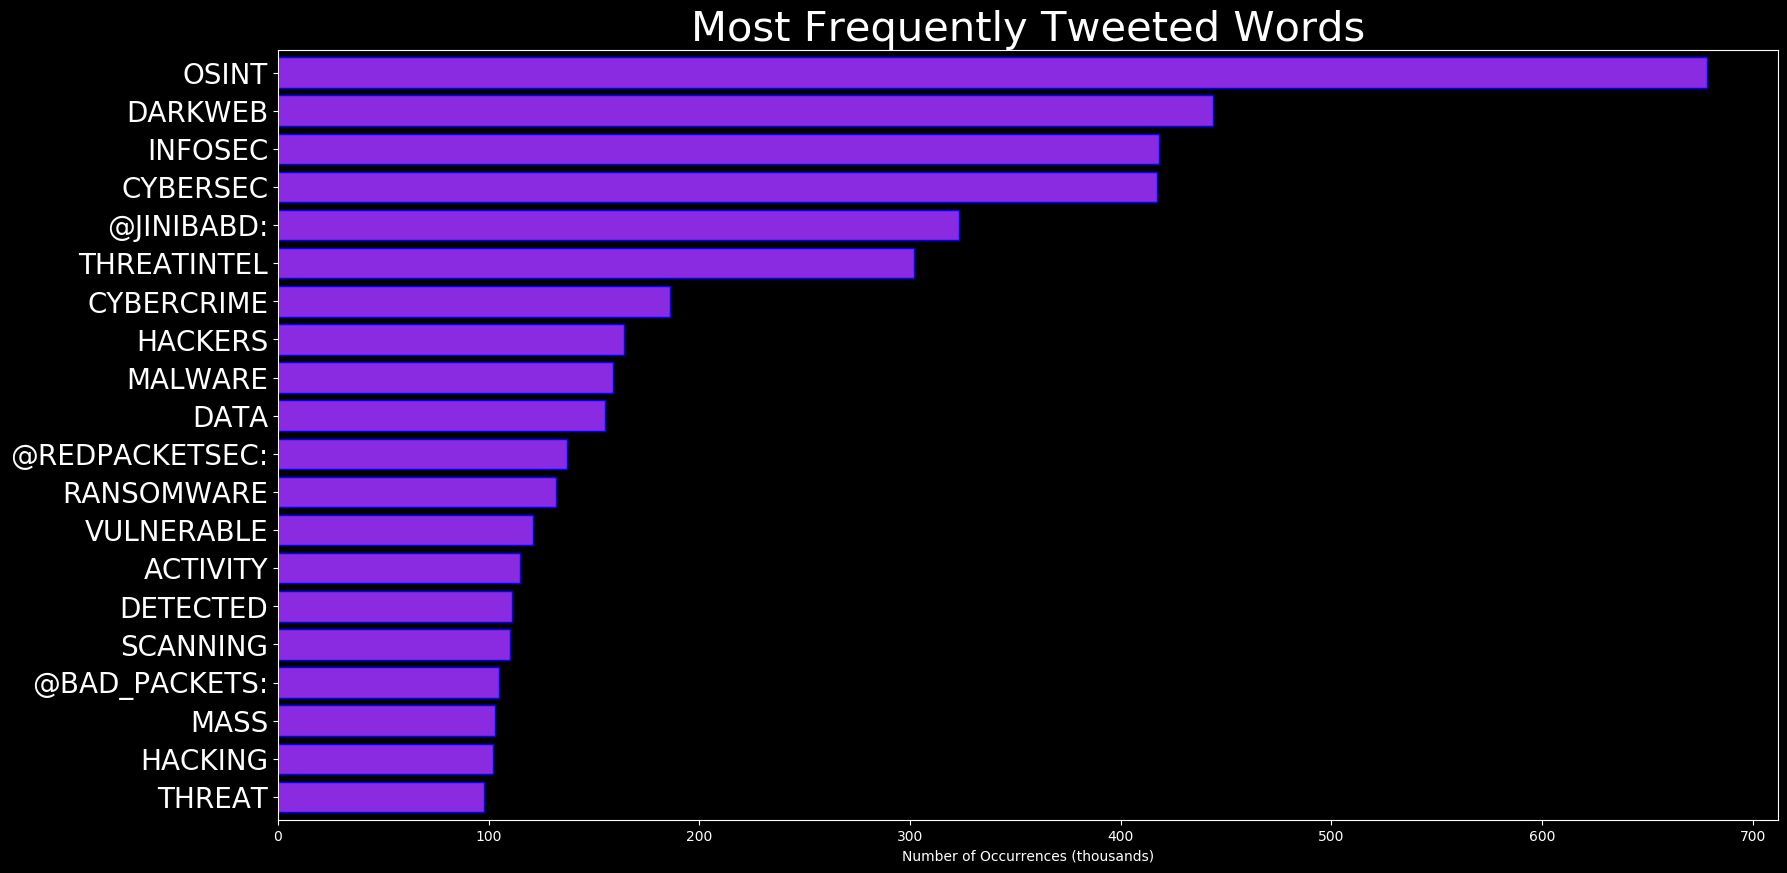 Most Frequently Tweeted Words
OSINT
DARKWEB
INFOSEC
CYBERSEC
@JINIBABD:
THREATINTEL
CYBERCRIME
HACKERS
MALWARE
DATA
@REDPACKETSEC:
RANSOMWARE
VULNERABLE
ACTIVITY
DETECTED
SCANNING
@BAD_PACKETS:
MASS
HACKING
THREAT
0 100 200 300 400 500 600 700
Number of Occurrences (thousands)